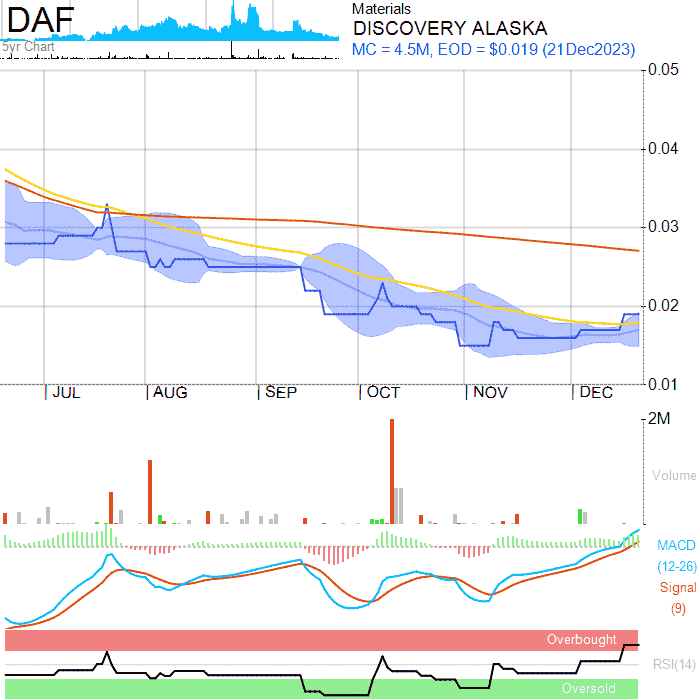 DAF
5yr Chart
Materials
DISCOVERY ALASKA
MC = 4.5M, EOD = $0.019 (21Dec2023)
0.05
0.04
0.03
0.02
0.01
JUL
AUG
SEP
OCT
NOV
DEC
2M
Volume
MACD
(12-26)
Signal
(9)
Overbought
RSI(14)
Oversold